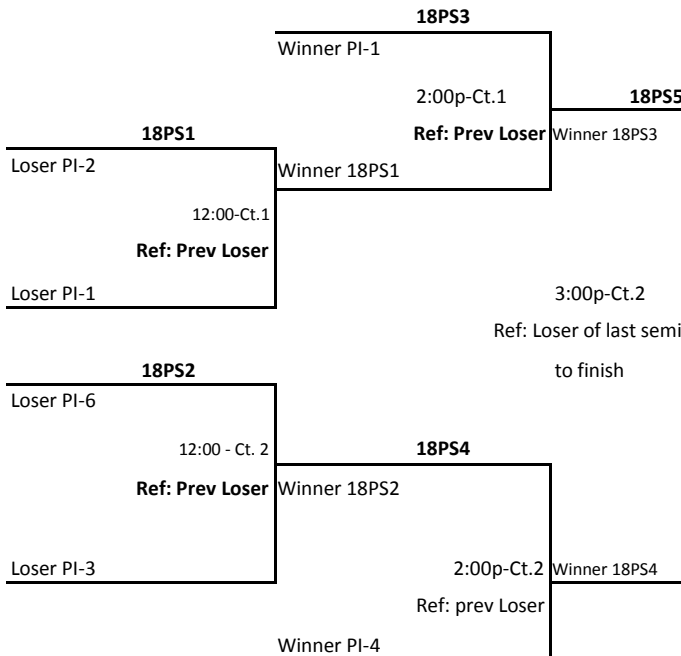 18PS3
Winner PI-1
2:00p-Ct.1
18PS5
18PS1
Ref: Prev Loser
Winner 18PS3
Loser PI-2
Winner 18PS1
12:00-Ct.1
Ref: Prev Loser
Loser PI-1
3:00p-Ct.2
Ref: Loser of last semi
18PS2
to finish
Loser PI-6
12:00 - Ct. 2
18PS4
Ref: Prev Loser
Winner 18PS2
Loser PI-3
2:00p-Ct.2
Winner 18PS4
Ref: prev Loser
Winner PI-4